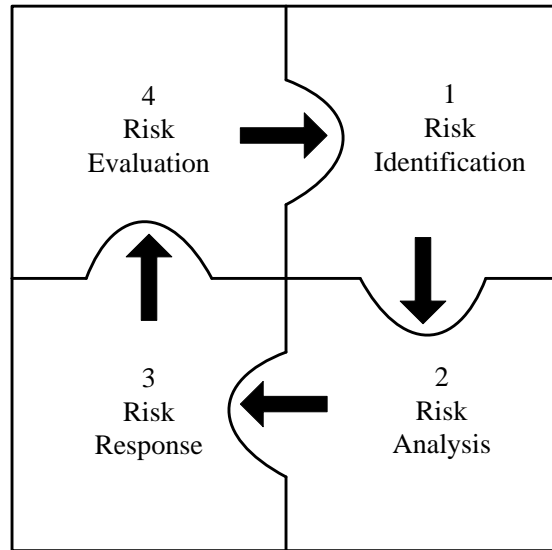 4
Risk
Evaluation
1
Risk
Identification
3
Risk
Response
2
Risk
Analysis